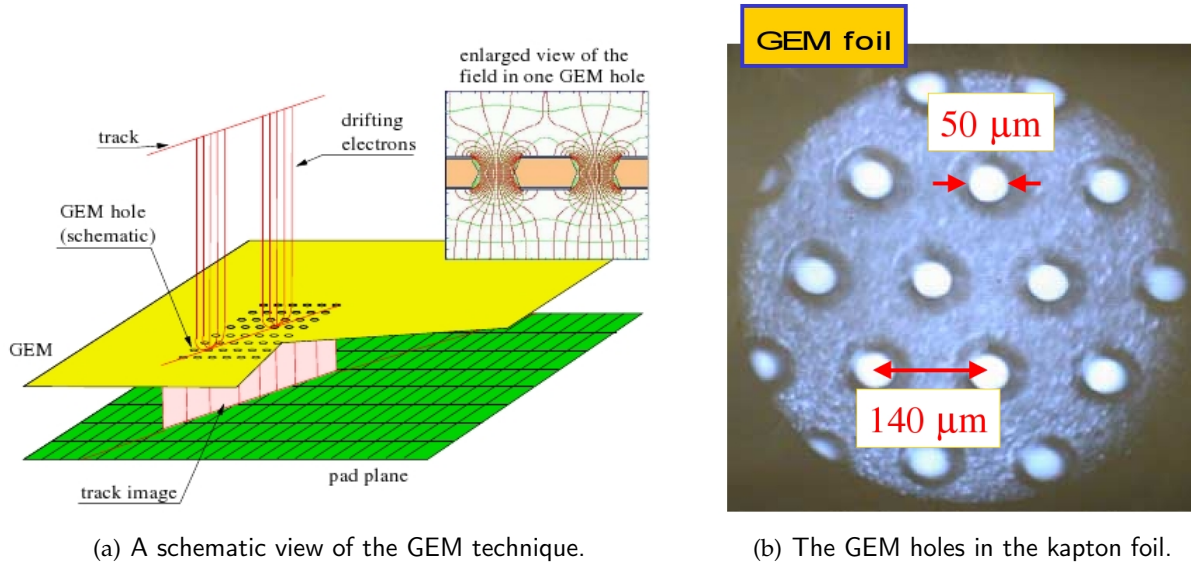 enlarged view of the
field in one GEM hole
track
drifting
electrons
GEM hole
(schematic)
GEM
track image
pad plane
(a) A schematic view of the GEM technique.
GEM foil
50 μm
140 μm
(b) The GEM holes in the kapton foil.